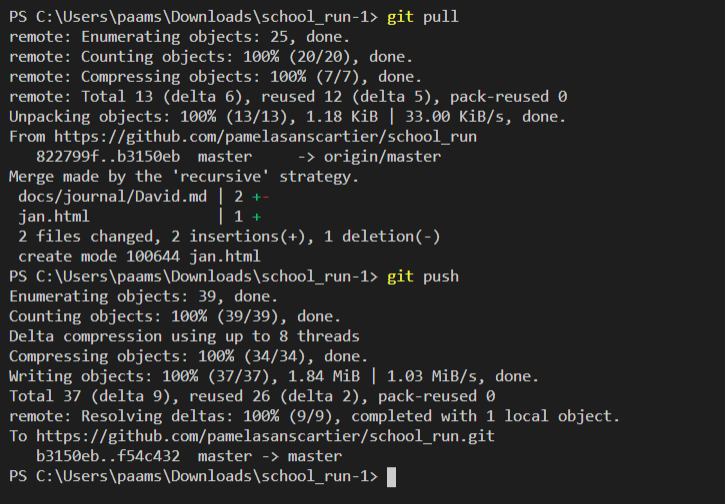 PS C:\Users\paams\Downloads\school_run-1> git pull
remote: Enumerating objects: 25, done.
remote: Counting objects: 100% (20/20), done.
remote: Compressing objects: 100% (7/7), done.
remote: Total 13 (delta 6), reused 12 (delta 5), pack-reused 0
Unpacking objects: 100% (13/13), 1.18 KiB | 33.00 KiB/s, done.
From https://github.com/pamelasanscartier/school_run
   822799f..b3150eb  master     -> origin/master
Merge made by the 'recursive' strategy.
 docs/journal/David.md | 2 +-
 jan.html              | 1 +
 2 files changed, 2 insertions(+), 1 deletion(-)
 create mode 100644 jan.html
PS C:\Users\paams\Downloads\school_run-1> git push
Enumerating objects: 39, done.
Counting objects: 100% (39/39), done.
Delta compression using up to 8 threads
Compressing objects: 100% (34/34), done.
Writing objects: 100% (37/37), 1.84 MiB | 1.03 MiB/s, done.
Total 37 (delta 9), reused 26 (delta 2), pack-reused 0
remote: Resolving deltas: 100% (9/9), completed with 1 local object.
To https://github.com/pamelasanscartier/school_run.git
   b3150eb..f54c432  master -> master
PS C:\Users\paams\Downloads\school_run-1>